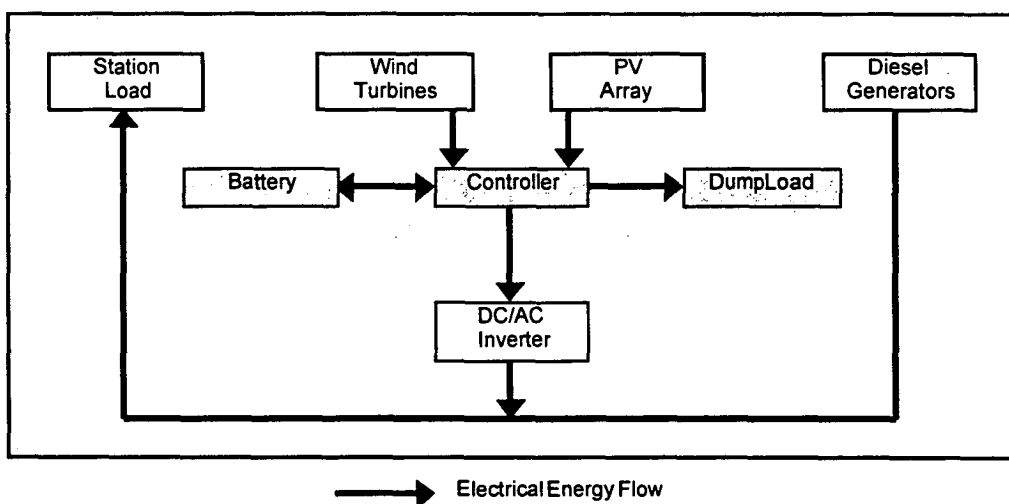 Station
Load
Wind
Turbines
PV
Array
Diesel
Generators
Battery
Controller
DumpLoad
DC/AC
Inverter
Electrical Energy Flow